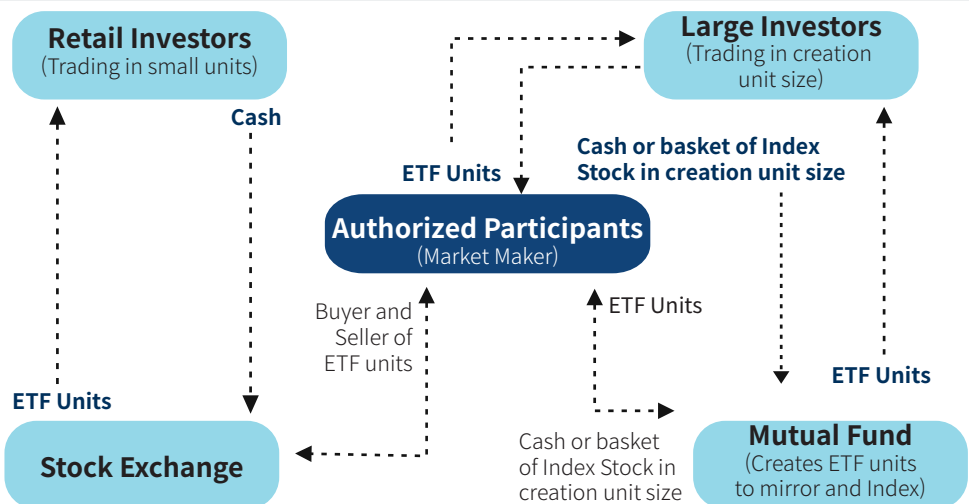 Retail Investors
(Trading in small units)
Large Investors
(Trading in creation
unit size)
Cash
Cash or basket of Index
Stock in creation unit size
ETF Units
Authorized Participants
(Market Maker)
Buyer and
Seller of
ETF units
ETF Units
ETF Units
ETF Units
Stock Exchange
Cash or basket
of Index Stock in
creation unit size
Mutual Fund
(Creates ETF units
to mirror and Index)